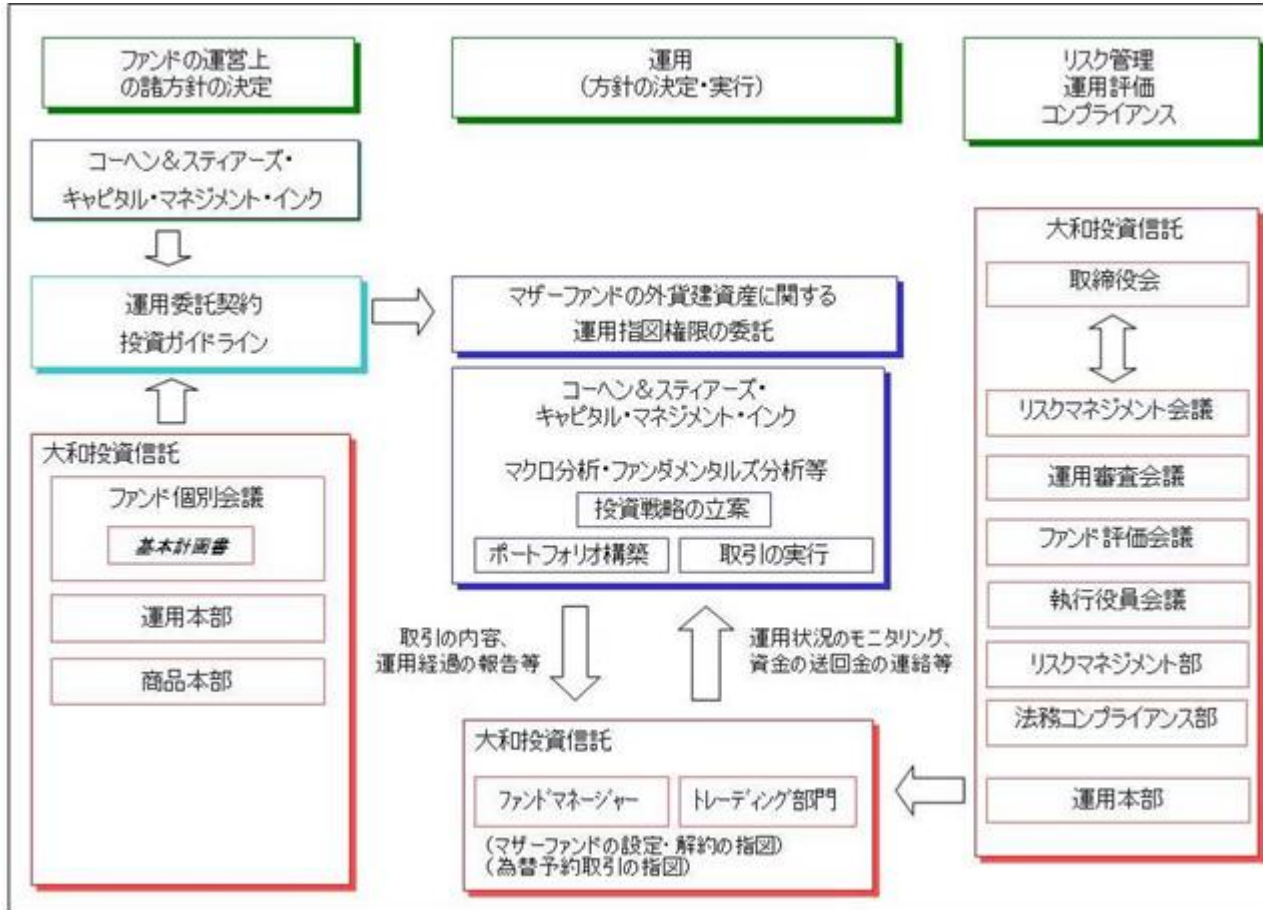 ファンドの運営上
の諸方針の決定
運用
(方針の決定・実行)
リスク管理
運用評価
コンプライアンス
コーヘン&スティアーズ・
キャピタル・マネジメント・インク
運用委託契約
投資ガイドライン
マザーファンドの外貨建資産に関する
運用指図権限の委託
コーヘン&スティアーズ・
キャピタル・マネジメント・インク
マクロ分析・ファンダメンタルズ分析等
投資戦略の立案
ポートフォリオ構築
取引の実行
大和投資信託
ファンド個別会議
基本計画書
運用本部
商品本部
取引の内容、
運用経過の報告等
運用状況のモニタリング、
資金の送回金の連絡等
大和投資信託
ファンドマネージャー
トレーディング部門
(マザーファンドの設定・解約の指図)
(為替予約取引の指図)
大和投資信託
取締役会
リスクマネジメント会議
運用審査会議
ファンド評価会議
執行役員会議
リスクマネジメント部
法務コンプライアンス部
運用本部